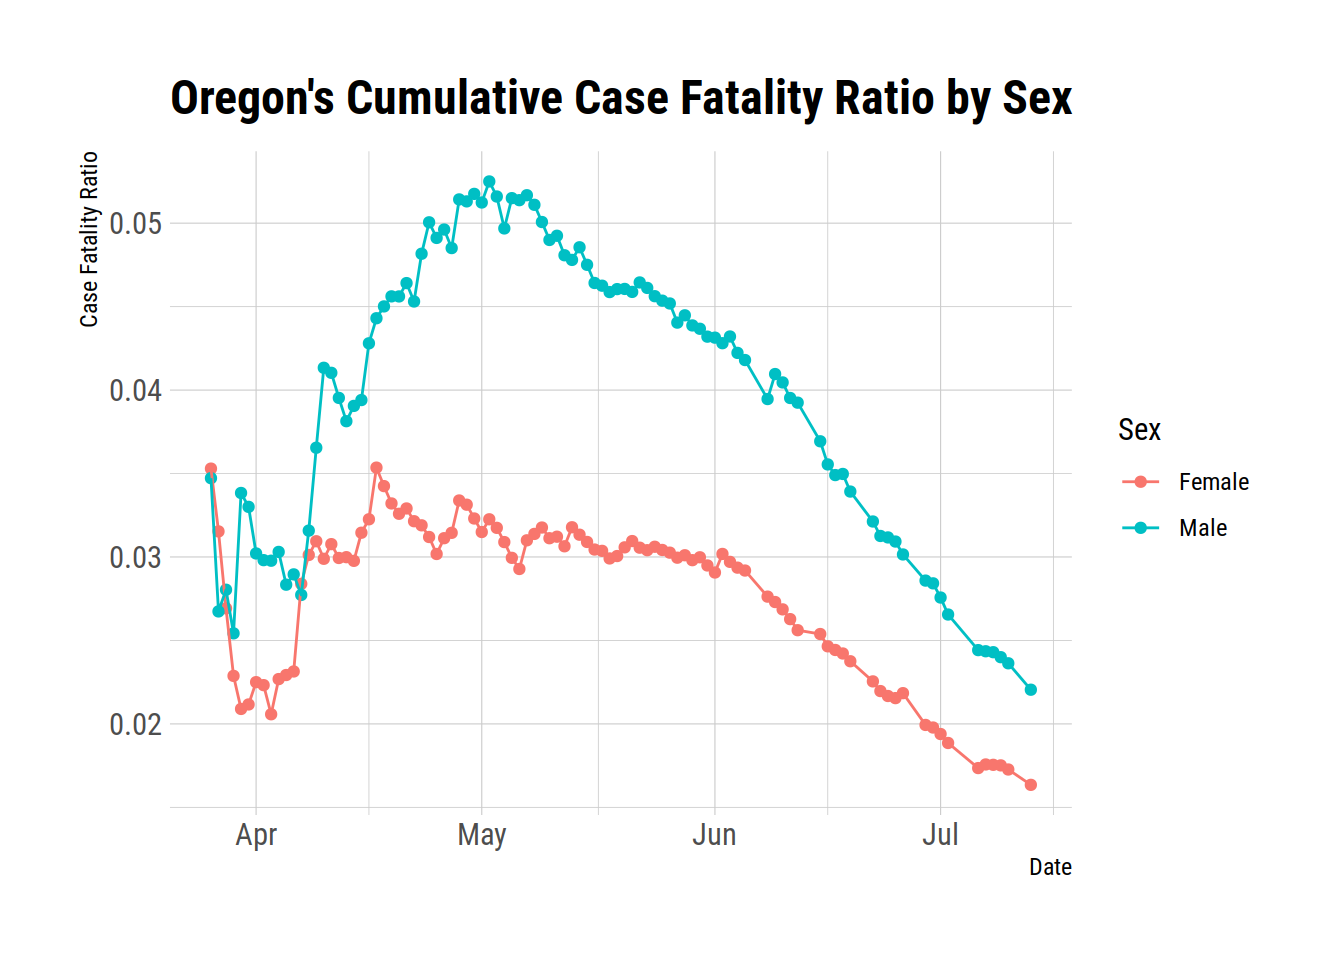 Oregon's Cumulative Case Fatality Ratio by Sex
Case Fatality Ratio
0.05
0.04
0.03
0.02
Apr May Jun Jul
Date
Sex
Female
Male